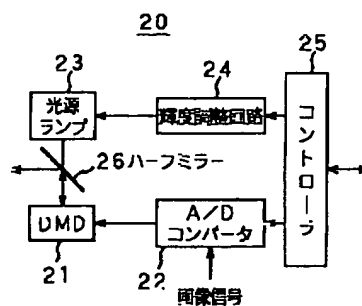 20
23
24
25
光源
ランプ
輝度調整回路
コントローラ
26ハーフミラー
DMD
A/D
コンバータ
21
22
画像信号